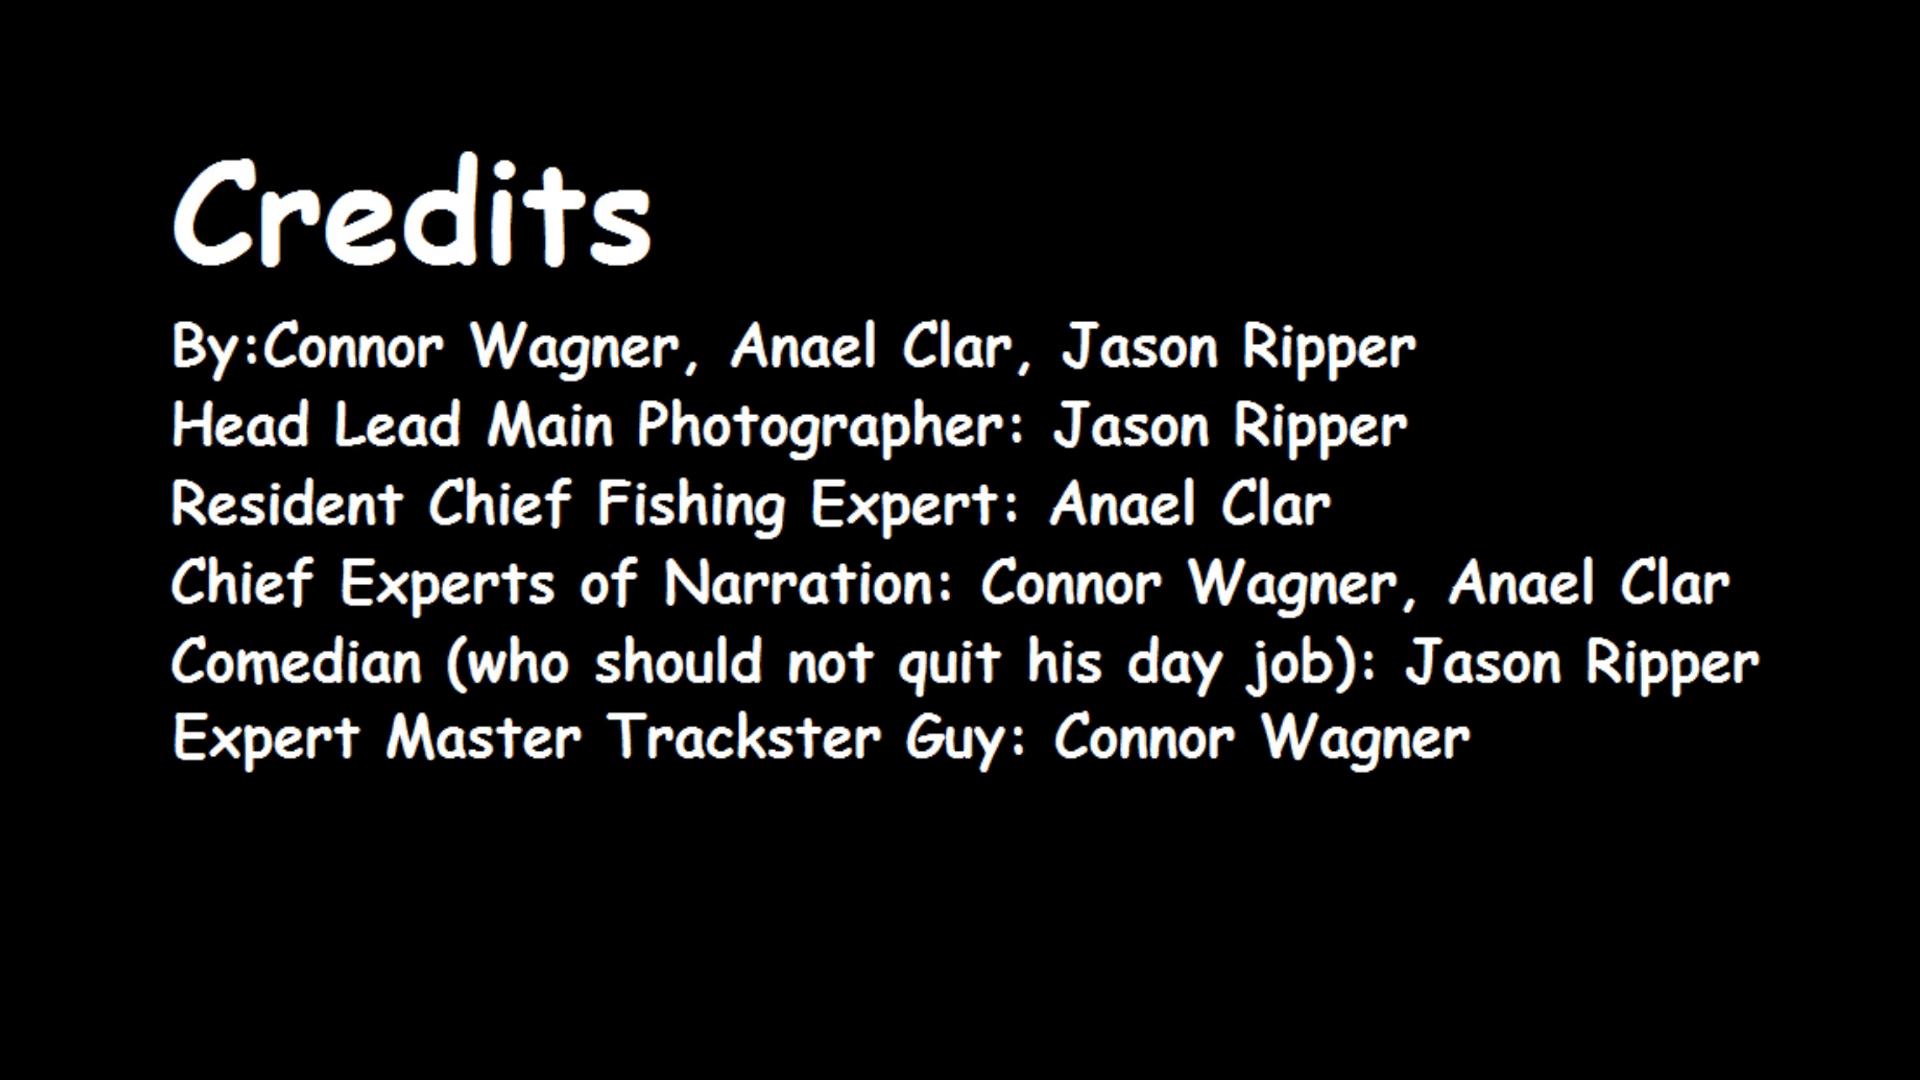 Credits
By:Connor Wagner, Anael Clar, Jason Ripper
Head Lead Main Photographer: Jason Ripper
Resident Chief Fishing Expert: Anael Clar
Chief Experts of Narration: Connor Wagner, Anael Clar
Comedian (who should not quit his day job): Jason Ripper
Expert Master Trackster Guy: Connor Wagner